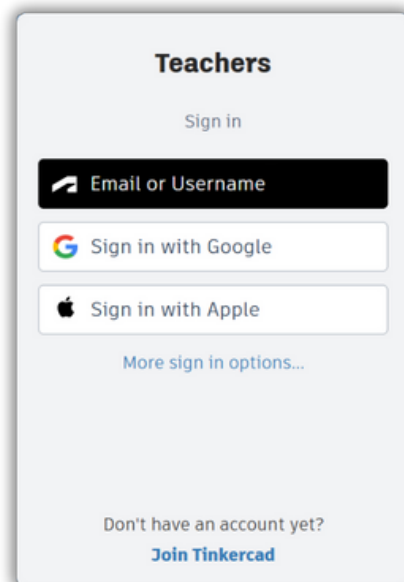 Teachers
Sign in
Email or Username
Sign in with Google
Sign in with Apple
More sign in options...
Don't have an account yet?
Join Tinkercad